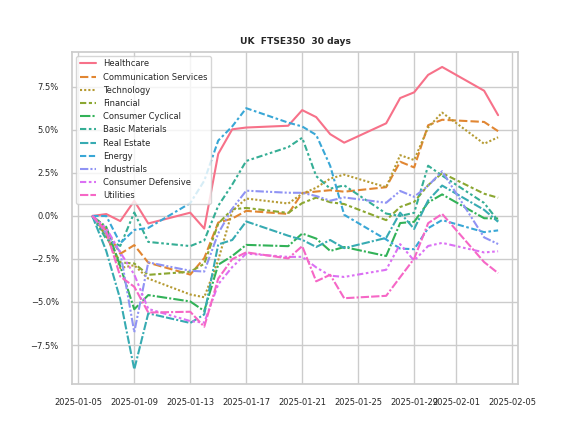 UK FTSE350 30 days
Healthcare
Communication Services
Technology
Financial
Consumer Cyclical
Basic Materials
Real Estate
Energy
Industrials
Consumer Defensive
Utilities
7.5%
5.0%
2.5%
0.0%
−2.5%
−5.0%
−7.5%
2025-01-05 2025-01-09 2025-01-13 2025-01-17 2025-01-21 2025-01-25 2025-01-29 2025-02-01 2025-02-05